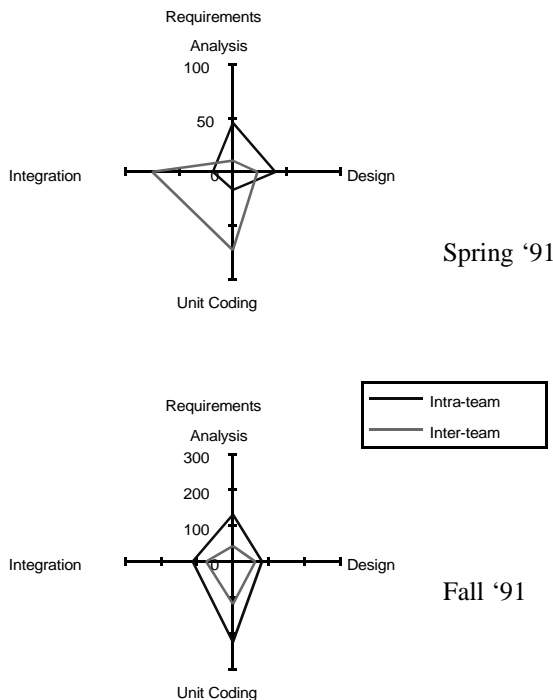 Requirements
Analysis
100
50
0
Integration
Design
Spring ‘91
Unit Coding
Intra-team
Inter-team
Requirements
Analysis
300
200
100
0
Integration
Design
Fall ‘91
Unit Coding